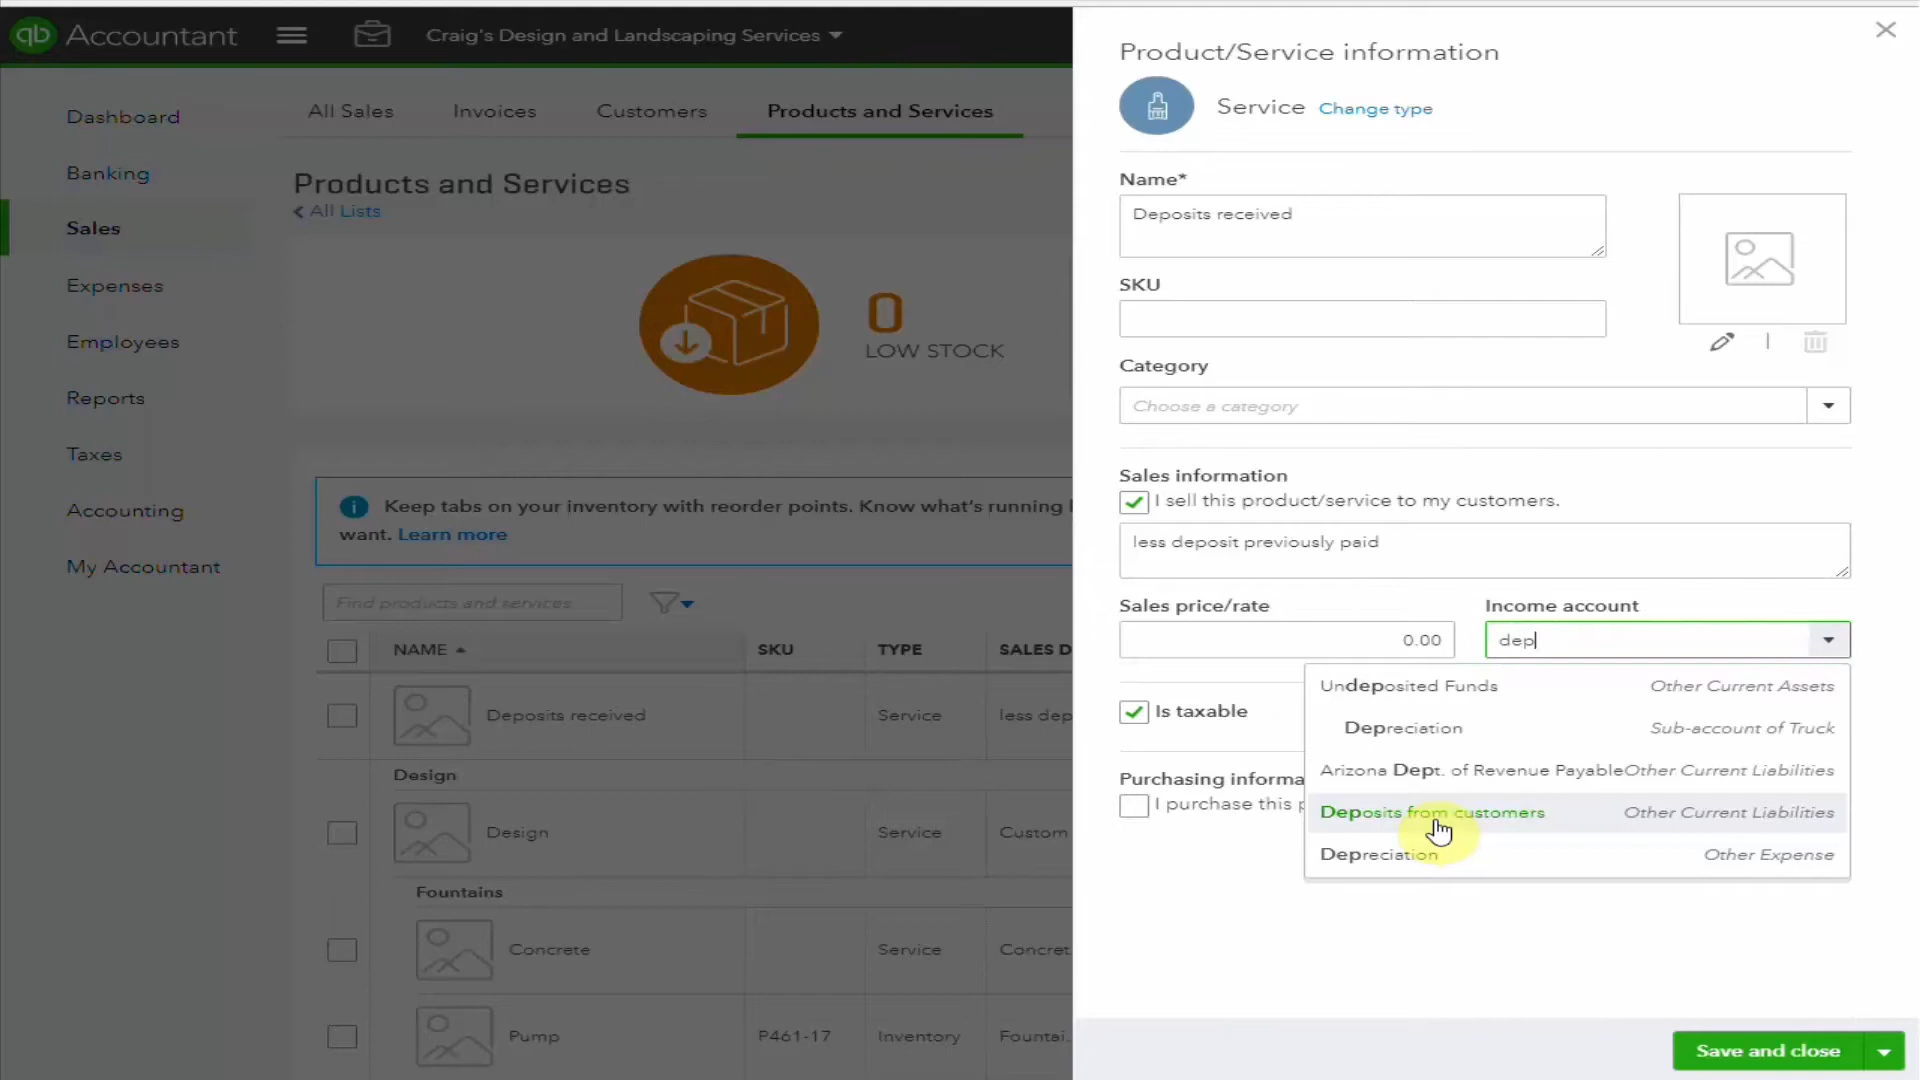 qb Accountant
Craig's Design and Landscaping Services
Dashboard
Banking
Sales
Expenses
Employees
Reports
Taxes
Accounting
My Accountant
All Sales
Invoices
Customers
Products and Services
Products and Services
All Lists
0
LOW STOCK
Keep tabs on your inventory with reorder points. Know what's running
want. Learn more
Find products and services
NAME
SKU
TYPE
SALES D
Deposits received
Service
less dep
Design
Design
Service
Custom
Fountains
Concrete
Service
Concret
Pump
P461-17
Inventory
Fountai.
Product/Service information
Service
Change type
Name*
Deposits received
SKU
Category
Choose a category
Sales information
I sell this product/service to my customers.
less deposit previously paid
Sales price/rate
Income account
0.00
dep
Undeposited Funds
Other Current Assets
Depreciation
Sub-account of Truck
Arizona Dept. of Revenue Payable
Other Current Liabilities
Deposits from customers
Other Current Liabilities
Depreciation
Other Expense
Is taxable
Purchasing informa
I purchase this p
Save and close